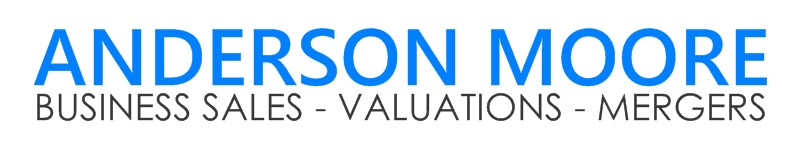 ANDERSON MOORE
BUSINESS SALES - VALUATIONS - MERGERS